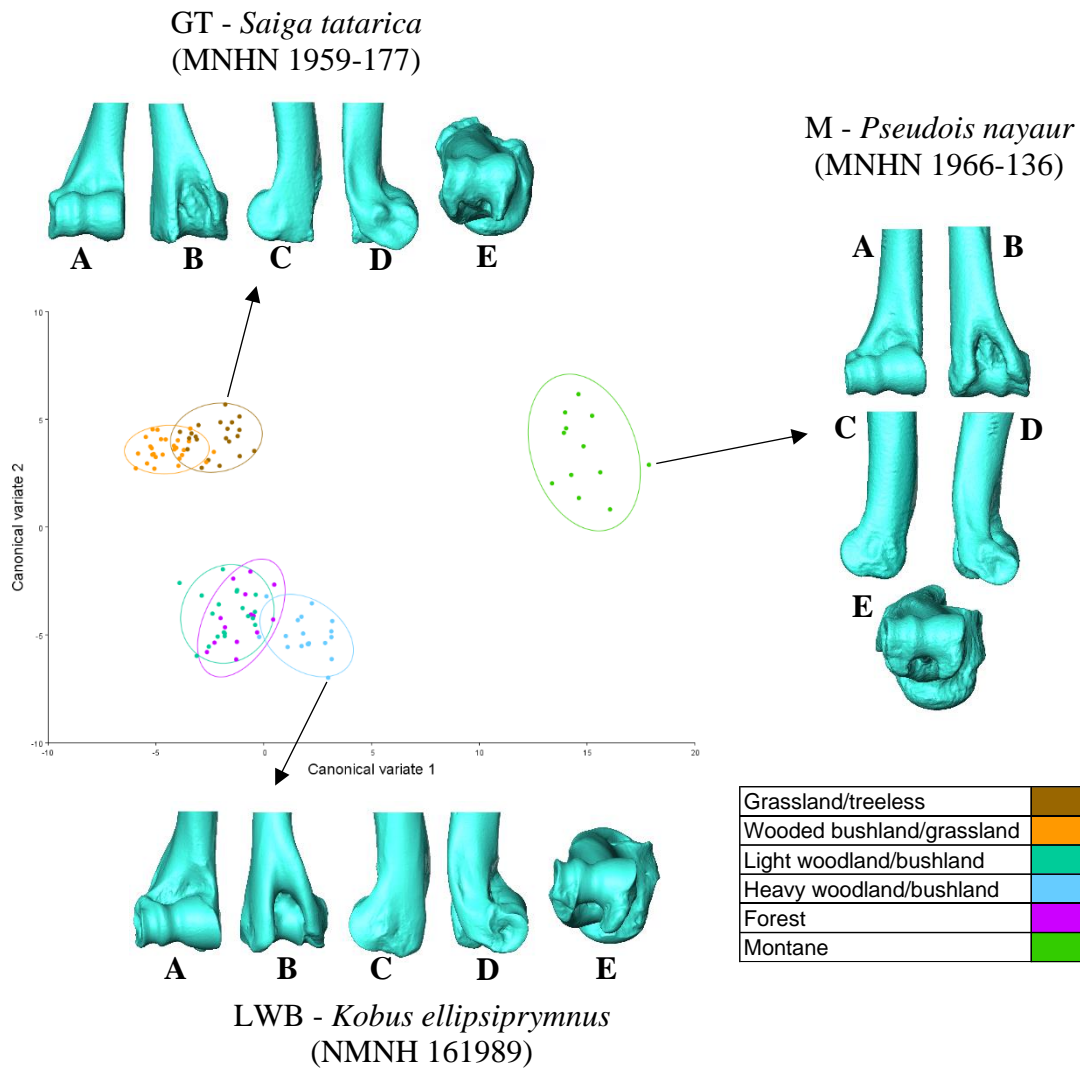 GT - Saiga tatarica
(MNHN 1959-177)
A B C D E
M - Pseudois nayaur
(MNHN 1966-136)
A B
C D
E
10
5
0
-5
-10
Canonical variate 2
-10 -5 0 5 10 15 20
Canonical variate 1
A B C D E
LWB - Kobus ellipsiprymnus
(NMNH 161989)
Grassland/treeless
Wooded bushland/grassland
Light woodland/bushland
Heavy woodland/bushland
Forest
Montane